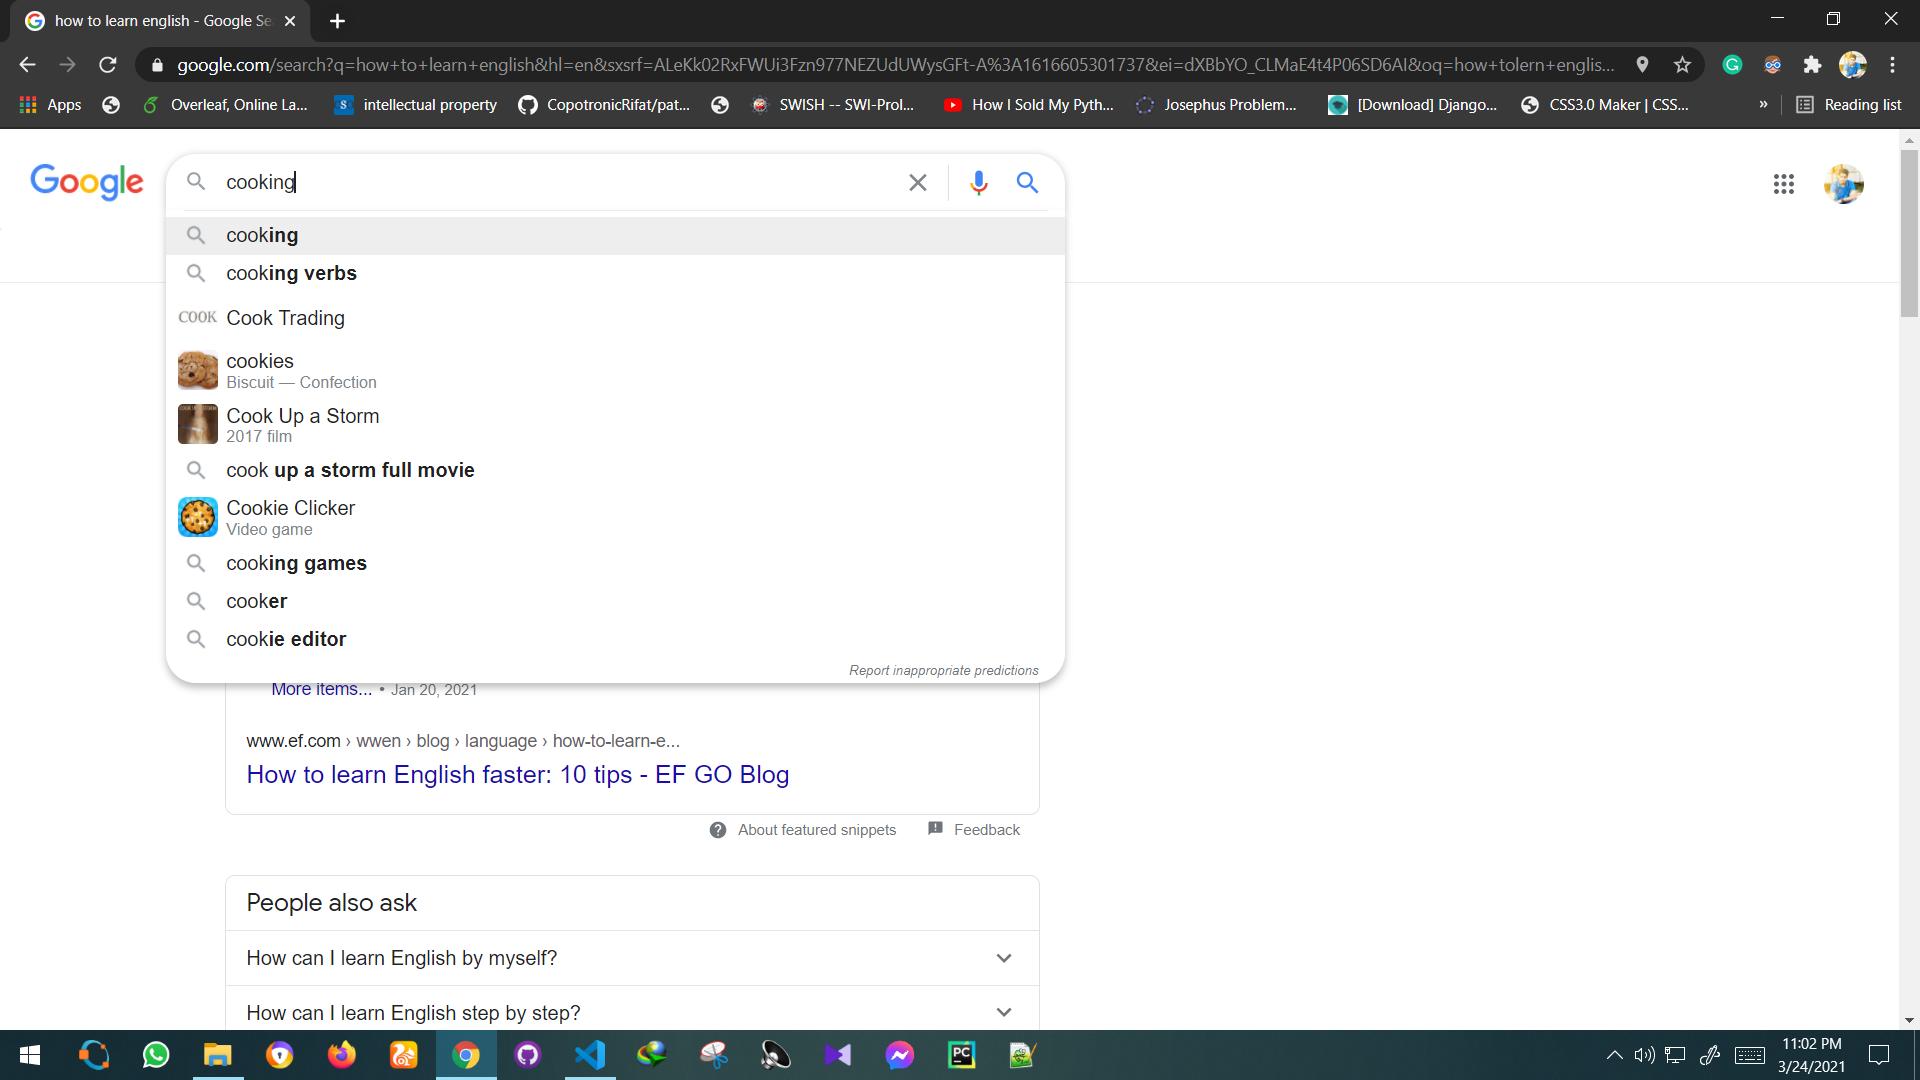 how to learn english - Google Se
google.com/search?q=how+to+learn+english&hl=en&sxsrf=ALeKk02RxFWUi3Fzn977NEZUdUWysGFt-A%3A1616605301737&ei=dXBbYO_CLMaE4t4P06SD6AI&oq=how+tolern+englis...
Apps Overleaf, Online La... S intellectual property CopotronicRifat/pat... SWISH -- SWI-Prol... How I Sold My Pyth... Josephus Problem... [Download] Django... CSS3.0 Maker | CSS... » Reading list
Google cooking
cooking
cooking verbs
COOK Cook Trading
cookies
Biscuit — Confection
Cook Up a Storm
2017 film
cook up a storm full movie
Cookie Clicker
Video game
cooking games
cooker
cookie editor
Report inappropriate predictions
More items... • Jan 20, 2021
www.ef.com › wwen › blog › language › how-to-learn-e...
How to learn English faster: 10 tips - EF GO Blog
About featured snippets Feedback
People also ask
How can I learn English by myself?
How can I learn English step by step?
PC
11:02 PM
3/24/2021